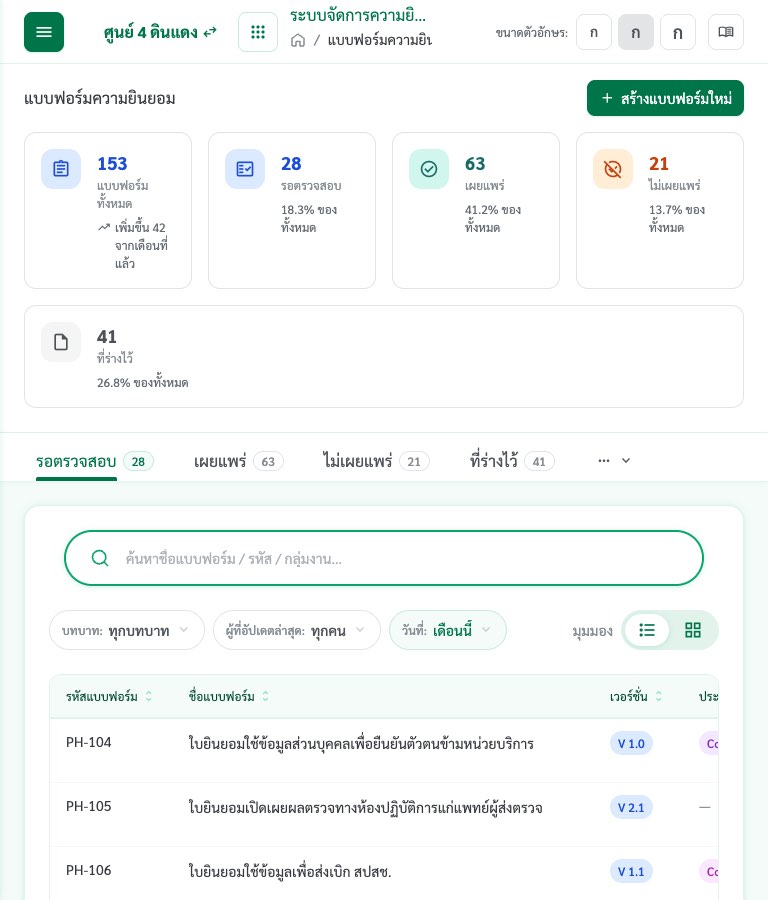 ศูนย์ 4 ดินแดง
ระบบจัดการความยิ...
/ แบบฟอร์มความยิน
ขนาดตัวอักษร: ก ก ก
แบบฟอร์มความยินยอม
+ สร้างแบบฟอร์มใหม่
153
แบบฟอร์ม
ทั้งหมด
เพิ่มขึ้น 42
จากเดือนที่
แล้ว
28
รอตรวจสอบ
18.3% ของ
ทั้งหมด
63
เผยแพร่
41.2% ของ
ทั้งหมด
21
ไม่เผยแพร่
13.7% ของ
ทั้งหมด
41
ที่ร่างไว้
26.8% ของทั้งหมด
รอตรวจสอบ 28 เผยแพร่ 63 ไม่เผยแพร่ 21 ที่ร่างไว้ 41 ...
ค้นหาชื่อแบบฟอร์ม / รหัส / กลุ่มงาน...
บทบาท: ทุกบทบาท ผู้ที่อัปเดตล่าสุด: ทุกคน วันที่: เดือนนี้ มุมมอง
รหัสแบบฟอร์ม ชื่อแบบฟอร์ม เวอร์ชั่น ประ
PH-104 ใบยินยอมใช้ข้อมูลส่วนบุคคลเพื่อยืนยันตัวตนข้ามหน่วยบริการ V 1.0 Co
PH-105 ใบยินยอมเปิดเผยผลตรวจทางห้องปฏิบัติการแก่แพทย์ผู้ส่งตรวจ V 2.1 —
PH-106 ใบยินยอมใช้ข้อมูลเพื่อส่งเบิก สปสช. V 1.1 Co